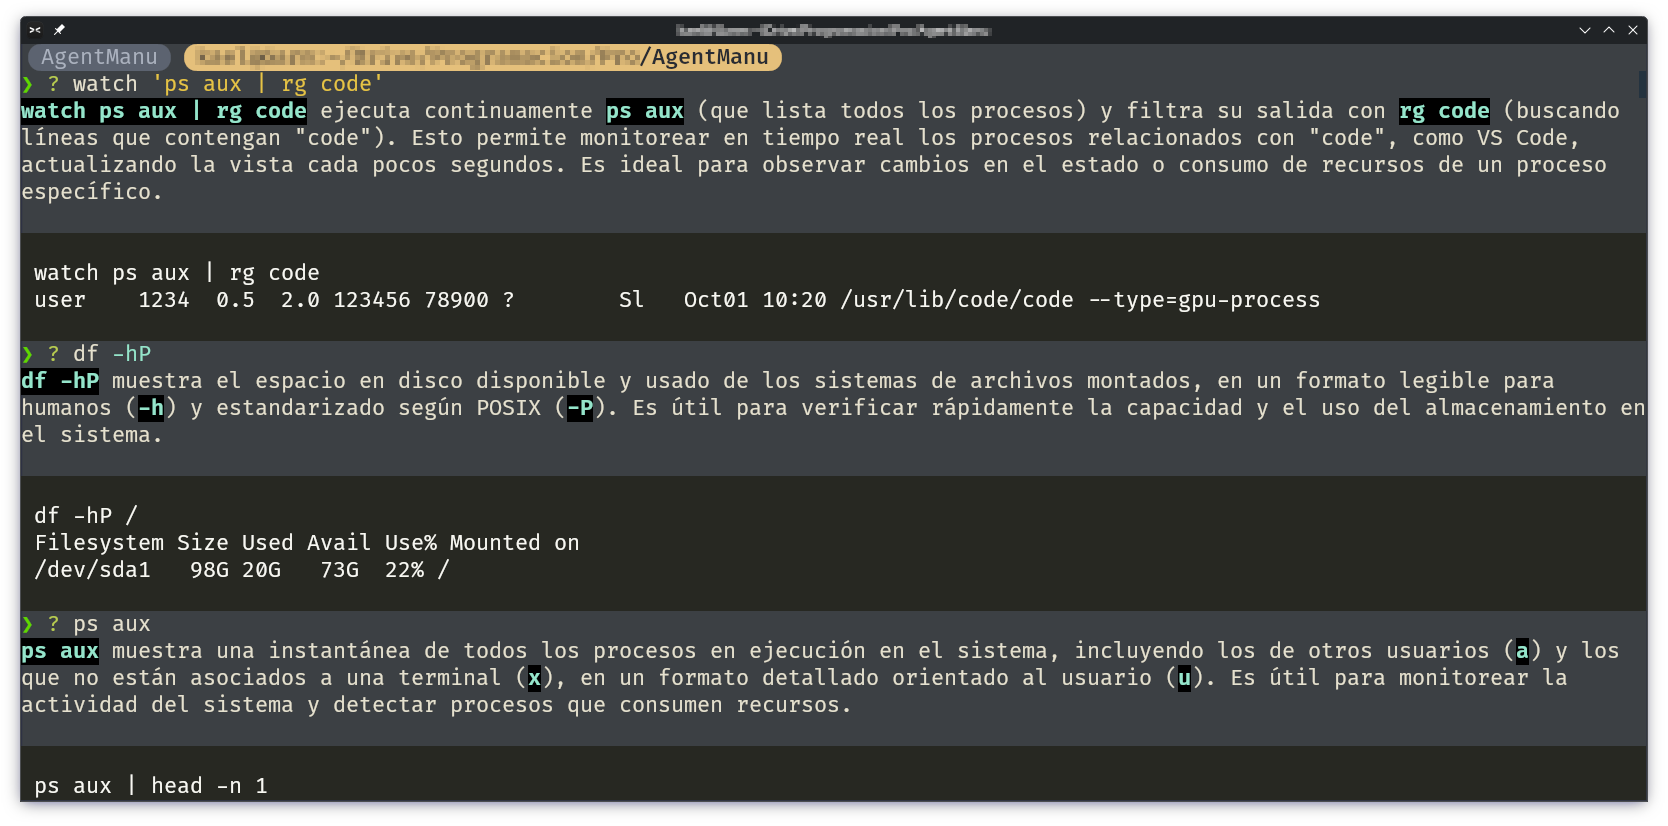 AgentManu /AgentManu
❯ ? watch 'ps aux | rg code'
watch ps aux | rg code ejecuta continuamente ps aux (que lista todos los procesos) y filtra su salida con rg code (buscando
líneas que contengan "code"). Esto permite monitorear en tiempo real los procesos relacionados con "code", como VS Code,
actualizando la vista cada pocos segundos. Es ideal para observar cambios en el estado o consumo de recursos de un proceso
específico.
watch ps aux | rg code
user    1234  0.5  2.0 123456 78900 ?        Sl   Oct01 10:20 /usr/lib/code/code --type=gpu-process
❯ ? df -hP
df -hP muestra el espacio en disco disponible y usado de los sistemas de archivos montados, en un formato legible para
humanos (-h) y estandarizado según POSIX (-P). Es útil para verificar rápidamente la capacidad y el uso del almacenamiento en
el sistema.
df -hP /
Filesystem Size Used Avail Use% Mounted on
/dev/sda1   98G 20G   73G  22% /
❯ ? ps aux
ps aux muestra una instantánea de todos los procesos en ejecución en el sistema, incluyendo los de otros usuarios (a) y los
que no están asociados a una terminal (x), en un formato detallado orientado al usuario (u). Es útil para monitorear la
actividad del sistema y detectar procesos que consumen recursos.
ps aux | head -n 1